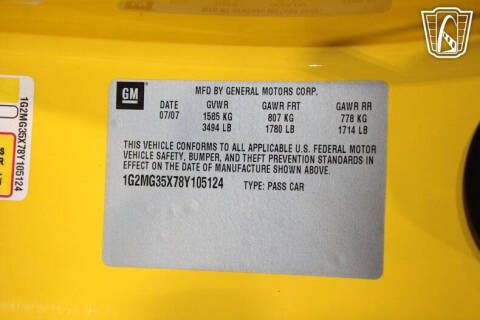 GM
MFD BY GENERAL MOTORS CORP.
DATE GVWR GAWR FRT GAWR RR
07/07 1585 KG 807 KG 778 KG
3494 LB 1780 LB 1714 LB
THIS VEHICLE CONFORMS TO ALL APPLICABLE U.S. FEDERAL MOTOR
VEHICLE SAFETY, BUMPER, AND THEFT PREVENTION STANDARDS IN
EFFECT ON THE DATE OF MANUFACTURE SHOWN ABOVE.
1G2MG35X78Y105124 TYPE: PASS CAR
1G2MG35X78Y105124